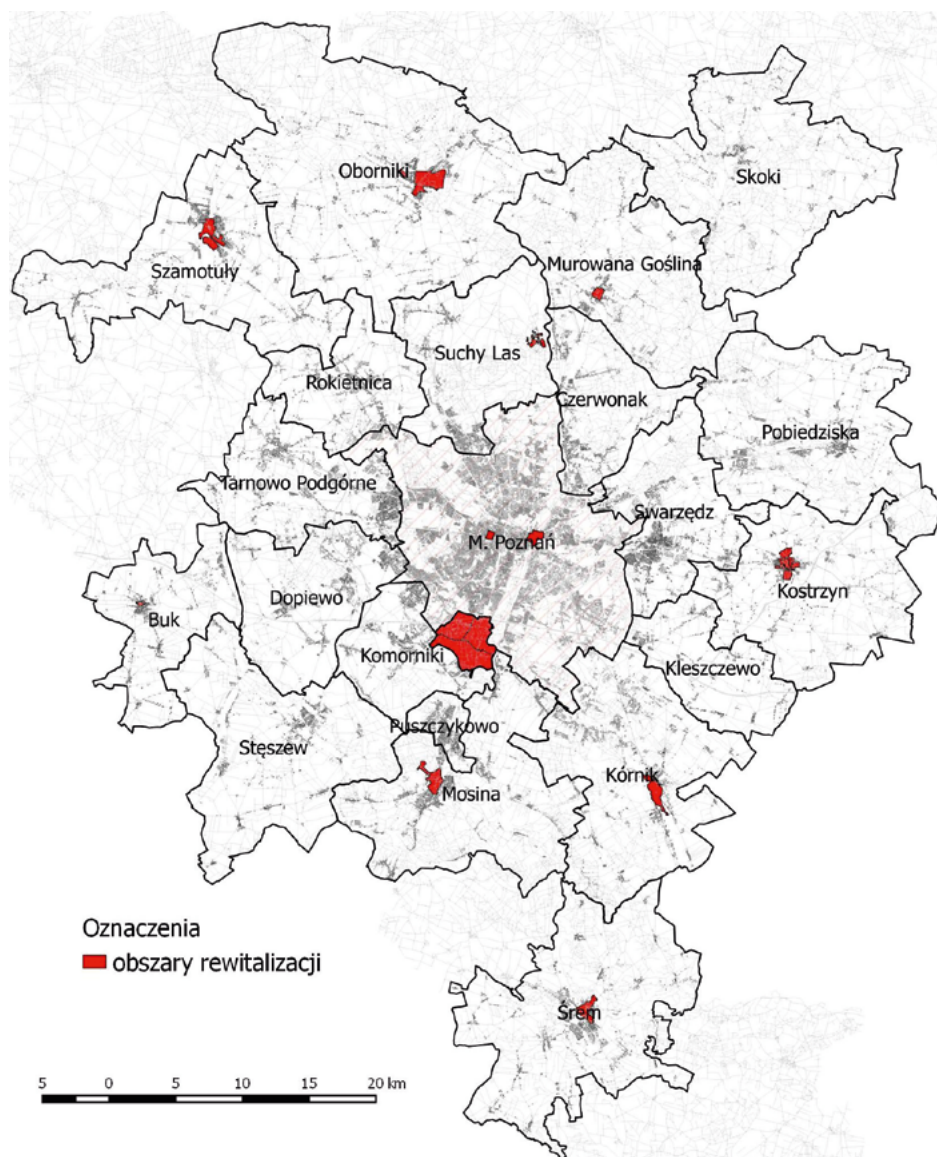 Oborniki
Skoki
Murowana Goślina
Szamotuły
Suchy Las
Rokietnica
Czerwonak
Pobiedziska
Tarnowo Podgórne
Swarzędz
M. Poznań
Kostrzyn
Dopiewo
Buk
Komorniki
Kleszczewo
Puszczykowo
Stęszew
Kórnik
Mosina
Oznaczenia
obszary rewitalizacji
Śrem
5 0 5 10 15 20 km